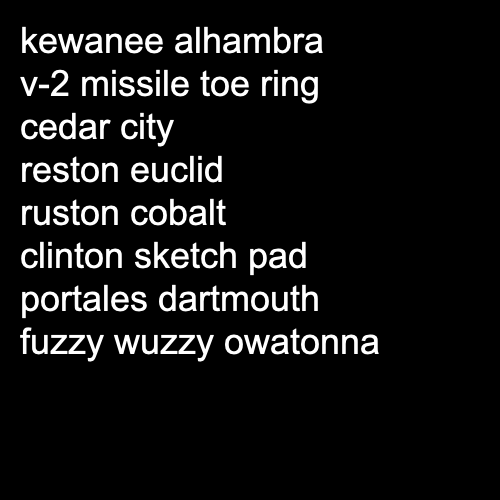 kewanee alhambra
v-2 missile toe ring
cedar city
reston euclid
ruston cobalt
clinton sketch pad
portales dartmouth
fuzzy wuzzy owatonna